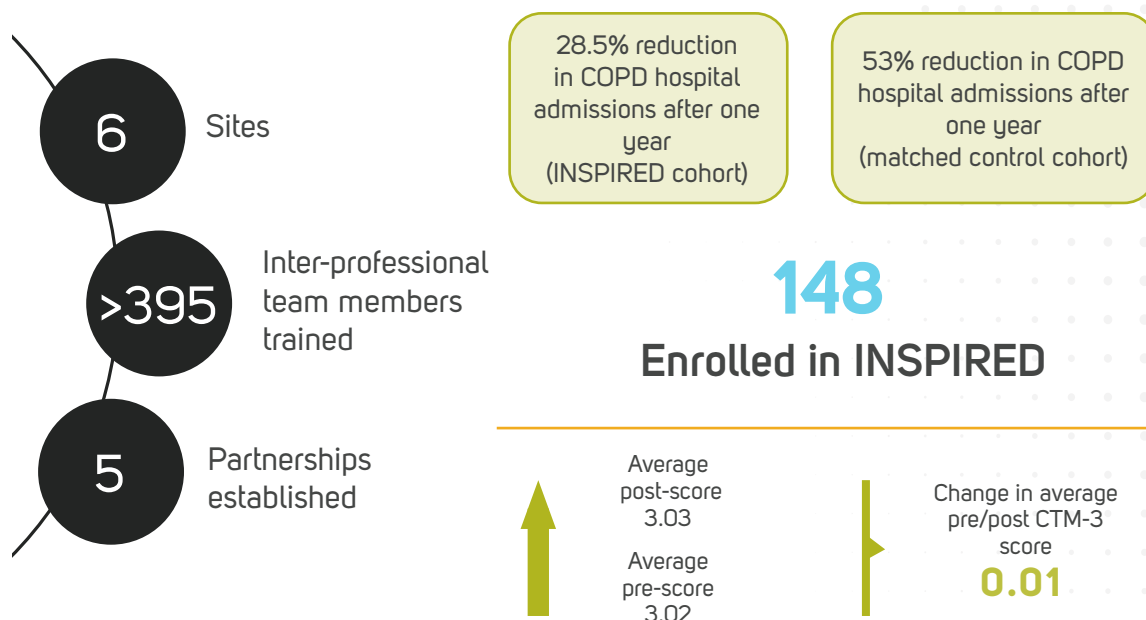 6
Sites
>395
Inter-professional
team members
trained
5
Partnerships
established
28.5% reduction
in COPD hospital
admissions after one
year
(INSPIRED cohort)
53% reduction in COPD
hospital admissions after
one year
(matched control cohort)
148
Enrolled in INSPIRED
Average
post-score
3.03
Average
pre-score
3.02
Change in average
pre/post CTM-3
score
0.01